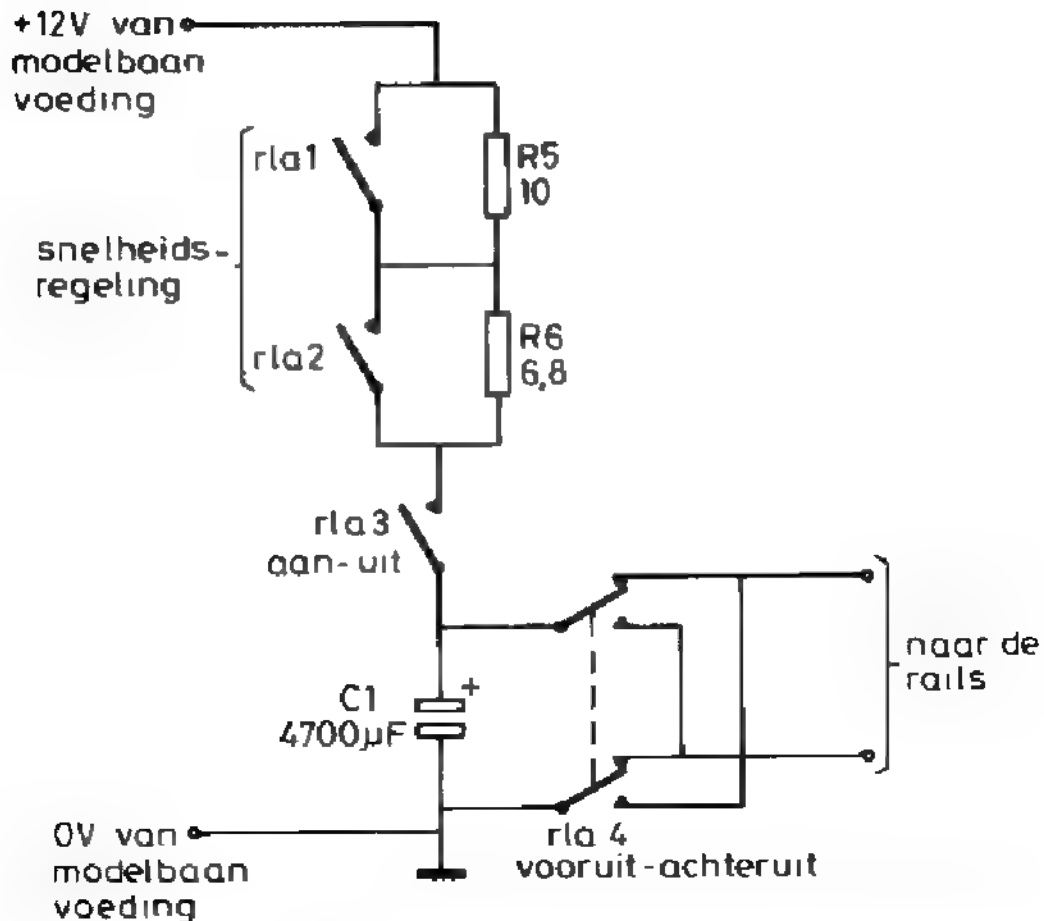 +12V van
modelbaan
voeding
rla1
R5
10
snelheids-
regeling
rla2
R6
6,8
rla3
aan-uit
C1
4700µF
+
naar de
rails
0V van
modelbaan
voeding
rla 4
vooruit-achteruit